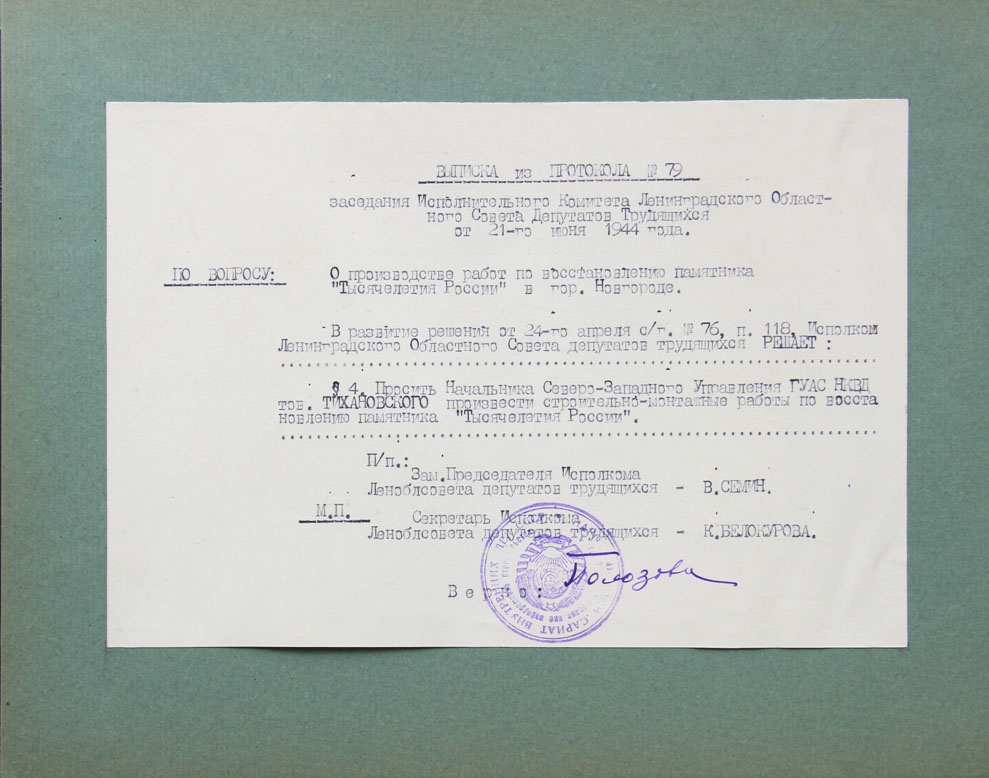 ВЫПИСКА из ПРОТОКОЛА № 79
заседания Исполнительного Комитета Ленинградского Област-
ного Совета Депутатов Трудящихся
от 21-го июня 1944 года.
ПО ВОПРОСУ: О производстве работ по восстановлению памятника
"Тысячелетия России" в гор. Новгороде.
В развитие решений от 24-го апреля с/г. № 76, п. 118, Исполком
Ленинградского Областного Совета депутатов трудящихся РЕШАЕТ:
§ 4. Просить Начальника Северо-Западного Управления ГУАС НКВД
тов. ТИХАНОВСКОГО произвести строительно-монтажные работы по восста
новлению памятника "Тысячелетия России".
П/п.:
Зам.Председателя Исполкома
Леноблсовета депутатов трудящихся - В.СЕМИН.
М.П. Секретарь Исполкома
Леноблсовета депутатов трудящихся - К.БЕЛОКУРОВА.
Верно: Полозова
ВНУТРЕННИХ